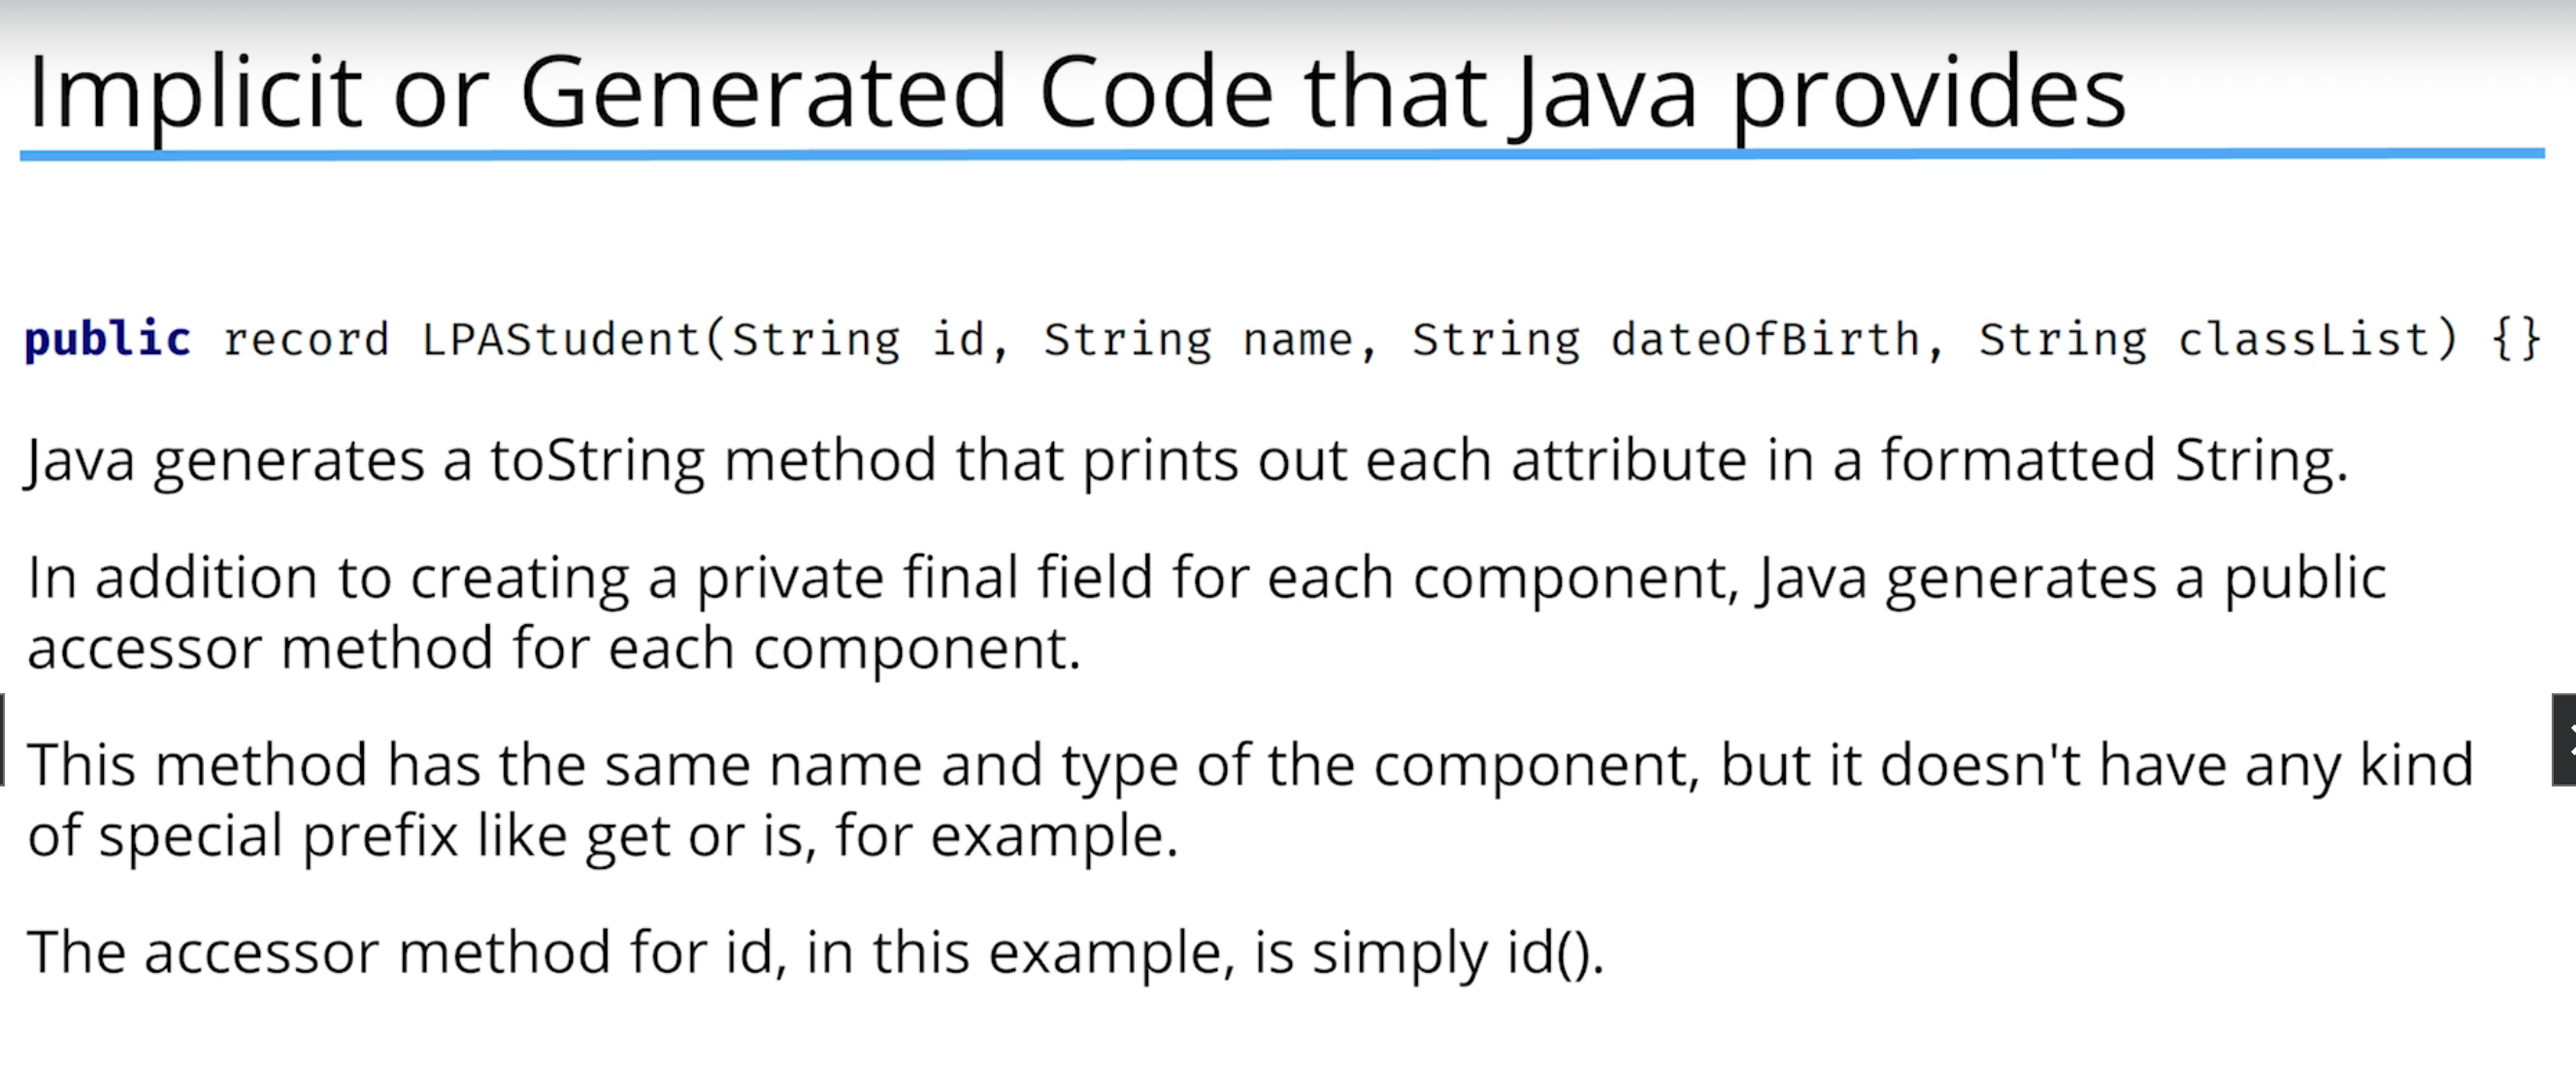 Implicit or Generated Code that Java provides
public record LPAStudent(String id, String name, String dateOfBirth, String classList) {}
Java generates a toString method that prints out each attribute in a formatted String.
In addition to creating a private final field for each component, Java generates a public
accessor method for each component.
This method has the same name and type of the component, but it doesn't have any kind
of special prefix like get or is, for example.
The accessor method for id, in this example, is simply id().